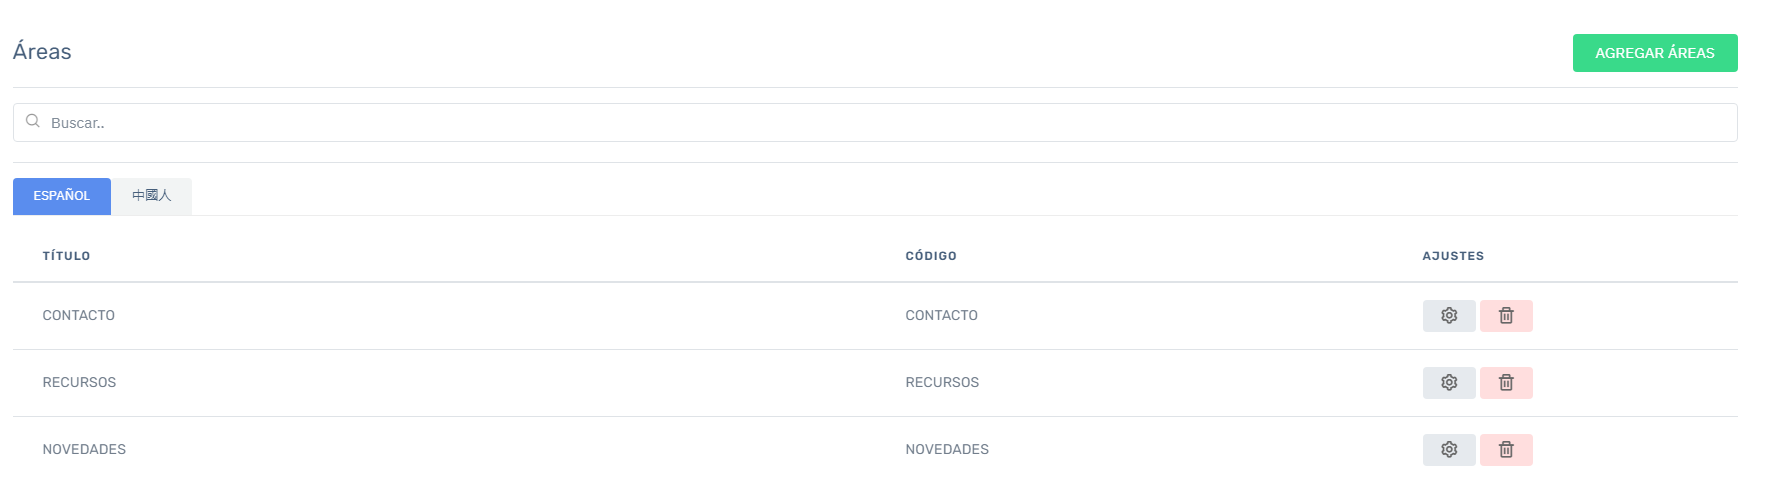 Áreas
AGREGAR ÁREAS
Buscar..
ESPAÑOL 中國人
TÍTULO CÓDIGO AJUSTES
CONTACTO CONTACTO
RECURSOS RECURSOS
NOVEDADES NOVEDADES